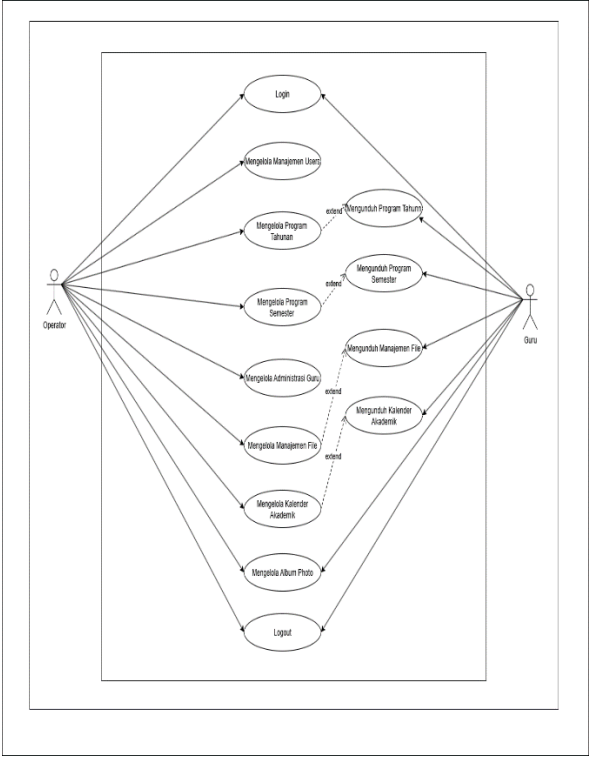 Login
Mengelola Manajemen Users
Mengelola Program
Tahunan
extend
Mengunduh Program Tahunn
Mengelola Program
Semester
extend
Mengunduh Program
Semester
Operator
Guru
Mengunduh Manajemen File
Mengelola Administrasi Guru
extend
Mengunduh Kalender
Akademik
Mengelola Manajemen File
extend
Mengelola Kalender
Akademik
Mengelola Album Photo
Logout